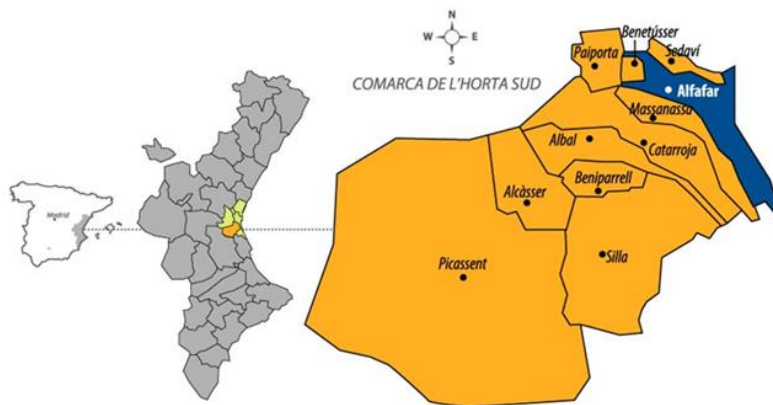 N
W E
S
COMARCA DE L'HORTA SUD
Paiporta
Benetússer
Sedaví
Alfafar
Massanassa
Albal
Catarroja
Beniparrell
Alcàsser
Picassent
Silla
Madrid